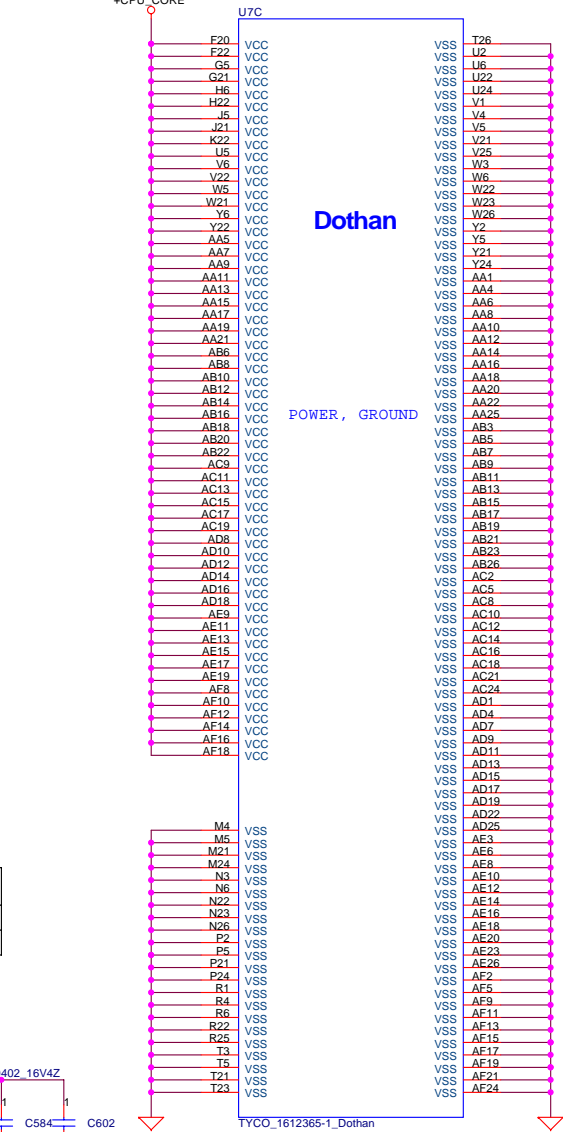 +CPU_CORE
U7C
F20 VCC VSS T26
F22 VCC VSS U2
G5 VCC VSS U6
G21 VCC VSS U22
H6 VCC VSS U24
H22 VCC VSS V1
J5 VCC VSS V4
J21 VCC VSS V5
K22 VCC VSS V21
U5 VCC VSS V25
V6 VCC VSS W3
V22 VCC VSS W6
W5 VCC VSS W22
W21 VCC VSS W23
Y6 VCC VSS W26
Dothan
Y22 VCC VSS Y2
AA5 VCC VSS Y5
AA7 VCC VSS Y21
AA9 VCC VSS Y24
AA11 VCC VSS AA1
AA13 VCC VSS AA4
AA15 VCC VSS AA6
AA17 VCC VSS AA8
AA19 VCC VSS AA10
AA21 VCC VSS AA12
AB6 VCC VSS AA14
AB8 VCC VSS AA16
AB10 VCC VSS AA18
AB12 VCC VSS AA20
AB14 VCC VSS AA22
AB16 VCC VSS AA25
POWER, GROUND
AB18 VCC VSS AB3
AB20 VCC VSS AB5
AB22 VCC VSS AB7
AC9 VCC VSS AB9
AC11 VCC VSS AB11
AC13 VCC VSS AB13
AC15 VCC VSS AB15
AC17 VCC VSS AB17
AC19 VCC VSS AB19
AD8 VCC VSS AB21
AD10 VCC VSS AB23
AD12 VCC VSS AB26
AD14 VCC VSS AC2
AD16 VCC VSS AC5
AD18 VCC VSS AC8
AE9 VCC VSS AC10
AE11 VCC VSS AC12
AE13 VCC VSS AC14
AE15 VCC VSS AC16
AE17 VCC VSS AC18
AE19 VCC VSS AC21
AF8 VCC VSS AC24
AF10 VCC VSS AD1
AF12 VCC VSS AD4
AF14 VCC VSS AD7
AF16 VCC VSS AD9
AF18 VCC VSS AD11
VSS AD13
VSS AD15
VSS AD17
VSS AD19
VSS AD22
M4 VSS VSS AD25
M5 VSS VSS AE3
M21 VSS VSS AE6
M24 VSS VSS AE8
N3 VSS VSS AE10
N6 VSS VSS AE12
N22 VSS VSS AE14
N23 VSS VSS AE16
N26 VSS VSS AE18
P2 VSS VSS AE20
P5 VSS VSS AE23
P21 VSS VSS AE26
P24 VSS VSS AF2
R1 VSS VSS AF5
R4 VSS VSS AF9
R6 VSS VSS AF11
R22 VSS VSS AF13
R25 VSS VSS AF15
T3 VSS VSS AF17
T5 VSS VSS AF19
T21 VSS VSS AF21
T23 VSS VSS AF24
402_16V4Z
1 1
C584 C602
TYCO_1612365-1_Dothan